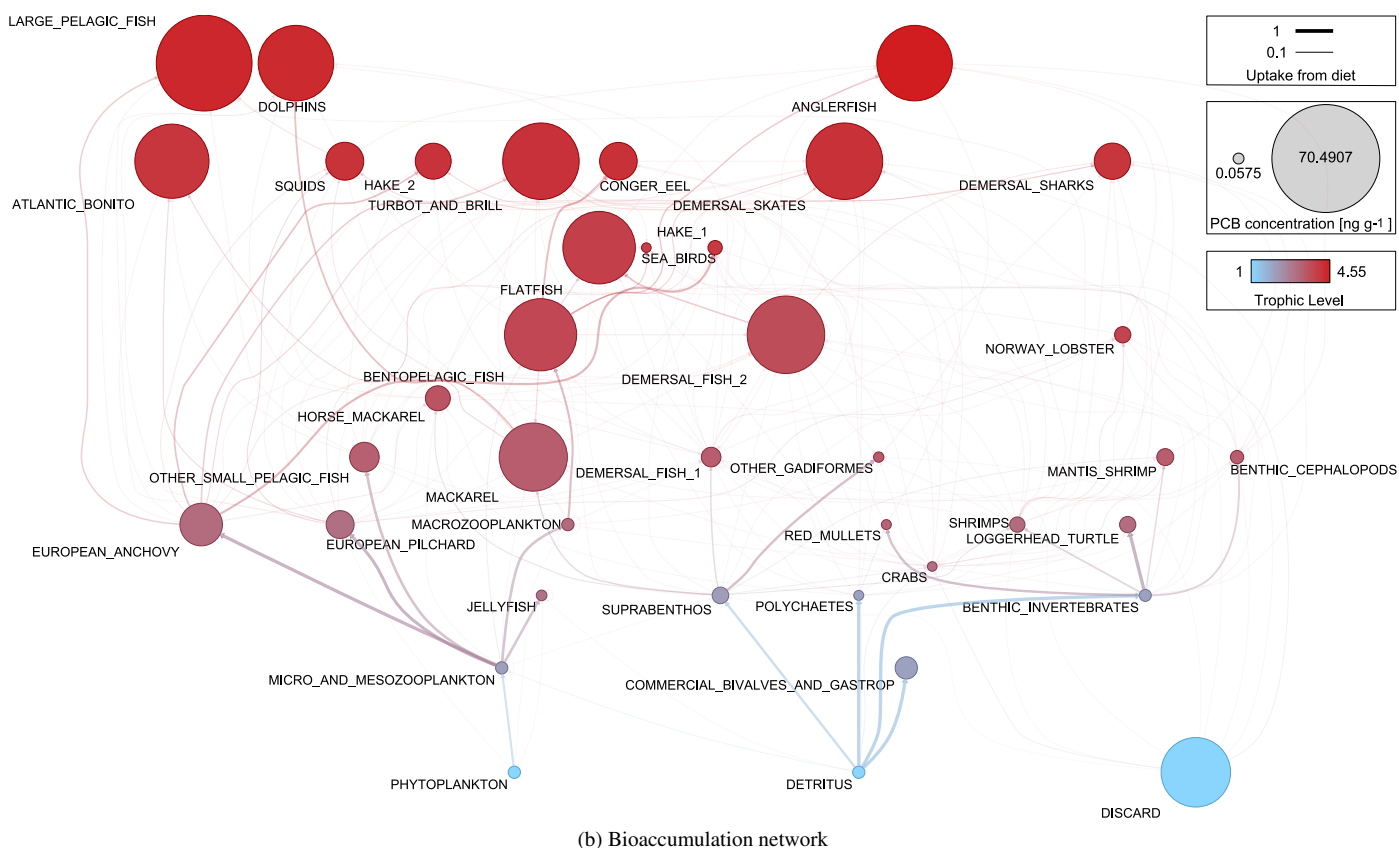 LARGE_PELAGIC_FISH
1
0.1
Uptake from diet
DOLPHINS
ANGLERFISH
70.4907
0.0575
PCB concentration [ng g-1 ]
SQUIDS
HAKE_2
CONGER_EEL
DEMERSAL_SHARKS
ATLANTIC_BONITO
TURBOT_AND_BRILL
DEMERSAL_SKATES
HAKE_1
SEA_BIRDS
1
4.55
Trophic Level
FLATFISH
NORWAY_LOBSTER
BENTOPELAGIC_FISH
DEMERSAL_FISH_2
HORSE_MACKAREL
OTHER_SMALL_PELAGIC_FISH
MACKAREL
DEMERSAL_FISH_1
OTHER_GADIFORMES
MANTIS_SHRIMP
BENTHIC_CEPHALOPODS
EUROPEAN_ANCHOVY
EUROPEAN_PILCHARD
MACROZOOPLANKTON
RED_MULLETS
SHRIMPS
LOGGERHEAD_TURTLE
CRABS
JELLYFISH
SUPRABENTHOS
POLYCHAETES
BENTHIC_INVERTEBRATES
MICRO_AND_MESOZOOPLANKTON
COMMERCIAL_BIVALVES_AND_GASTROP
PHYTOPLANKTON
DETRITUS
DISCARD
(b) Bioaccumulation network